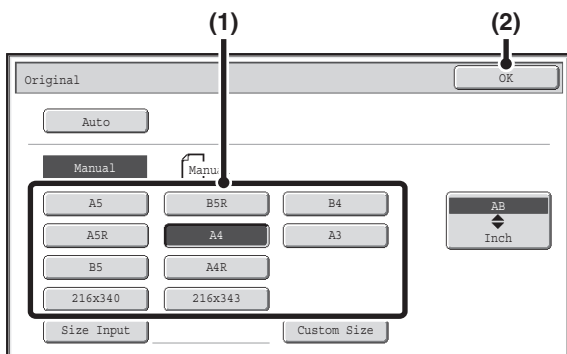 (1) (2)
Original OK
Auto
Manual Manual
A5 B5R B4 AB
A5R A4 A3 Inch
B5 A4R
216x340 216x343
Size Input Custom Size